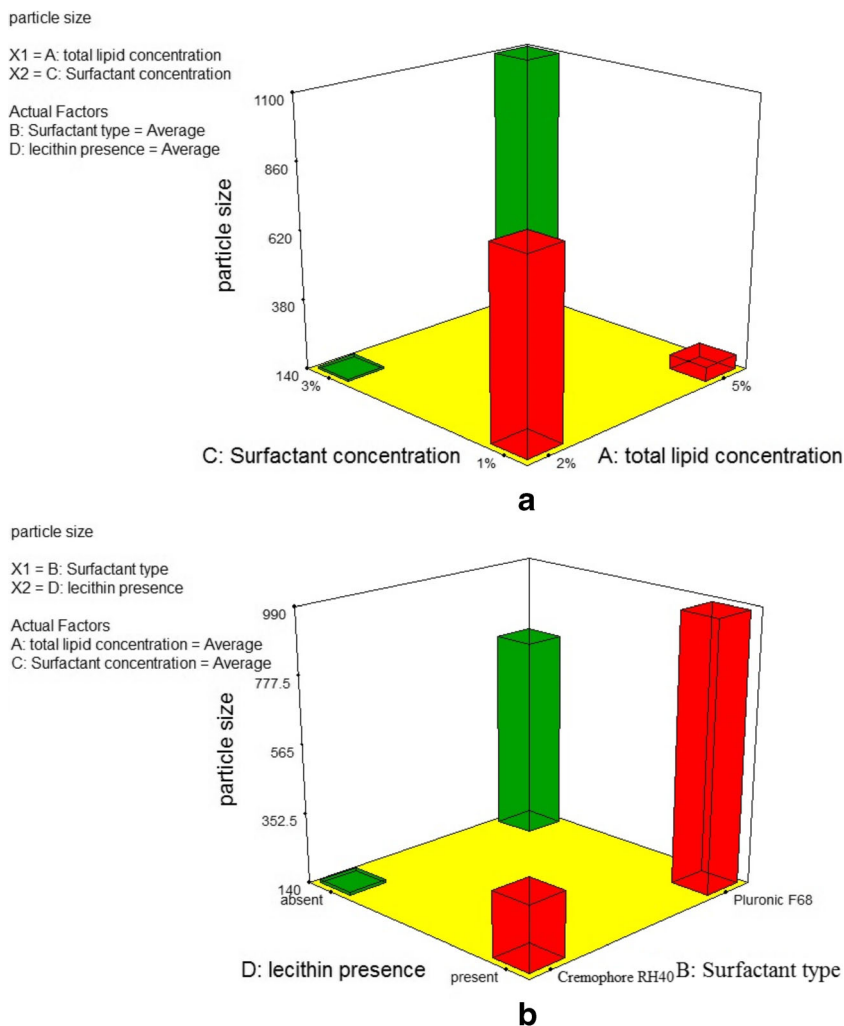 particle size
X1 = A: total lipid concentration
X2 = C: Surfactant concentration
Actual Factors
B: Surfactant type = Average
D: lecithin presence = Average
1100
860
620
380
140
particle size
3%
5%
1%
2%
C: Surfactant concentration
A: total lipid concentration
a
particle size
X1 = B: Surfactant type
X2 = D: lecithin presence
Actual Factors
A: total lipid concentration = Average
C: Surfactant concentration = Average
990
777.5
565
352.5
140
particle size
absent
Pluronic F68
D: lecithin presence
present
Cremophore RH40
B: Surfactant type
b